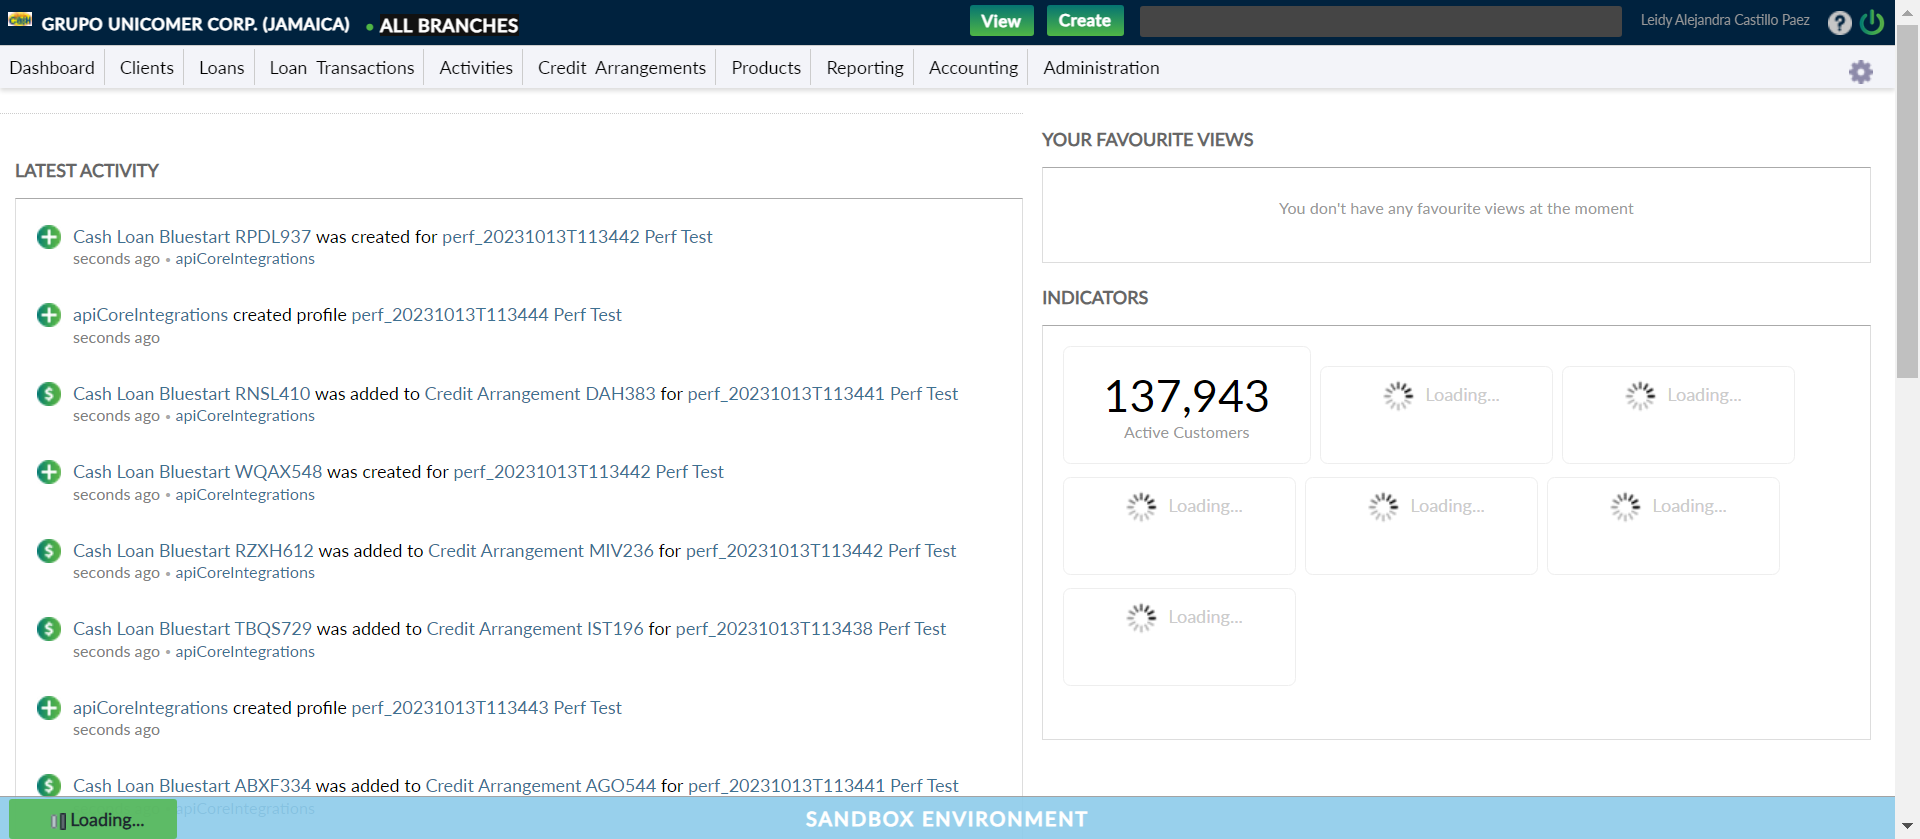 GRUPO UNICOMER CORP. (JAMAICA) • ALL BRANCHES View Create Leidy Alejandra Castillo Paez ?
Dashboard Clients Loans Loan Transactions Activities Credit Arrangements Products Reporting Accounting Administration
LATEST ACTIVITY
Cash Loan Bluestart RPDL937 was created for perf_20231013T113442 Perf Test
seconds ago • apiCoreIntegrations
apiCoreIntegrations created profile perf_20231013T113444 Perf Test
seconds ago
Cash Loan Bluestart RNSL410 was added to Credit Arrangement DAH383 for perf_20231013T113441 Perf Test
seconds ago • apiCoreIntegrations
Cash Loan Bluestart WQAX548 was created for perf_20231013T113442 Perf Test
seconds ago • apiCoreIntegrations
Cash Loan Bluestart RZXH612 was added to Credit Arrangement MIV236 for perf_20231013T113442 Perf Test
seconds ago • apiCoreIntegrations
Cash Loan Bluestart TBQS729 was added to Credit Arrangement IST196 for perf_20231013T113438 Perf Test
seconds ago • apiCoreIntegrations
apiCoreIntegrations created profile perf_20231013T113443 Perf Test
seconds ago
Cash Loan Bluestart ABXF334 was added to Credit Arrangement AGO544 for perf_20231013T113441 Perf Test
apiCoreIntegrations
YOUR FAVOURITE VIEWS
You don't have any favourite views at the moment
INDICATORS
137,943
Active Customers
Loading...
Loading...
Loading...
Loading...
Loading...
Loading...
Loading...
SANDBOX ENVIRONMENT